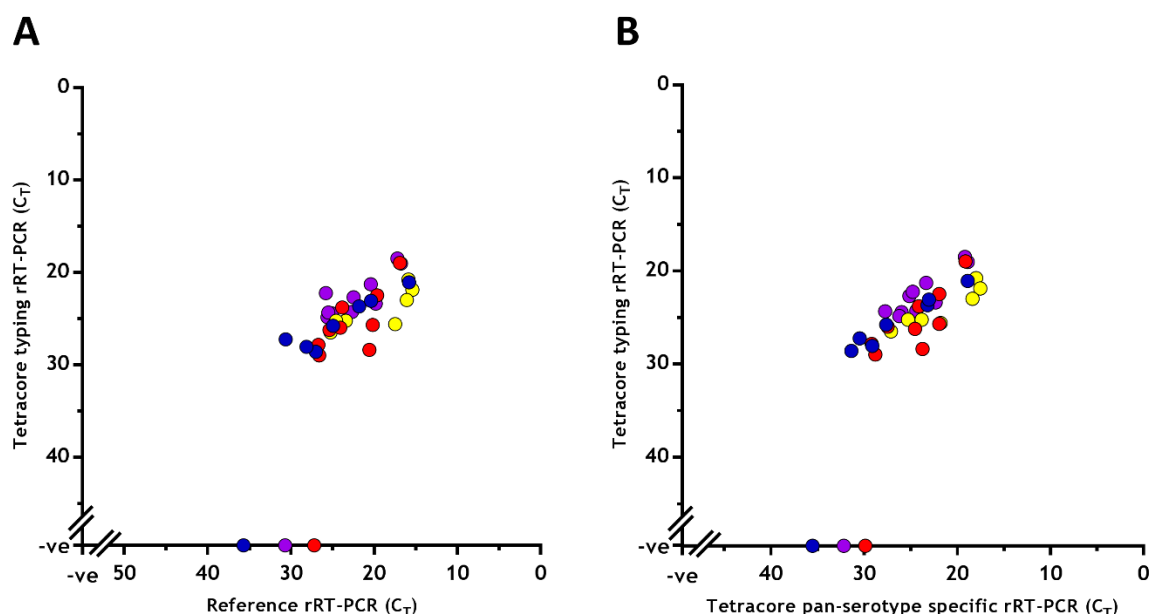 A
0
10
20
30
40
-ve
-ve
50
40
30
20
10
0
Tetracore typing rRT-PCR (CT)
Reference rRT-PCR (CT)
B
0
10
20
30
40
-ve
-ve
40
30
20
10
0
Tetracore typing rRT-PCR (CT)
Tetracore pan-serotype specific rRT-PCR (CT)